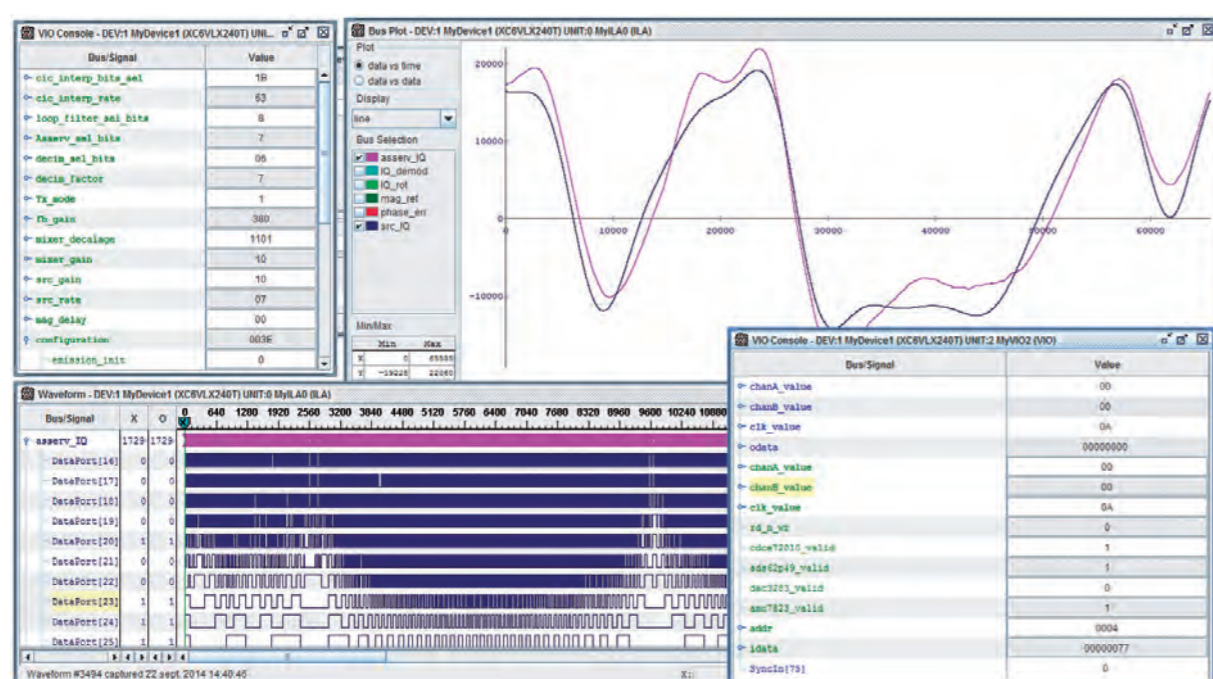 VIO Console - DEV:1 MyDevice1 (XC6VLX240T) UNI...
Bus/Signal Value
cic_interp_bits_sel 1B
cic_interp_rate 63
loop_filter_sel_bits 8
Asserv_sel_bits 7
decim_sel_bits 06
decim_factor 7
Tx_mode 1
fb_gain 380
mixer_decalage 1101
mixer_gain 10
src_gain 10
src_rate 07
mag_delay 00
configuration 003E
emission_init 0
Bus Plot - DEV:1 MyDevice1 (XC6VLX240T) UNIT:0 MyILA0 (ILA)
Plot
data vs time
data vs data
Display
line
Bus Selection
asserv_IQ
IQ_demod
IQ_rot
mag_ref
phase_err
src_IQ
Min/Max
Min Max
X 0 65535
Y
20000
10000
0
-10000
10000 20000 30000 40000 50000 60000
Waveform - DEV:1 MyDevice1 (XC6VLX240T) UNIT:0 MyILA0 (ILA)
Bus/Signal X O 0 640 1280 1920 2560 3200 3840 4480 5120 5760 6400 7040 7680 8320 8960 9600 10240 10880
asserv_IQ 1729 1729
DataPort[16] 0 0
DataPort[17] 0 0
DataPort[18] 0 0
DataPort[19] 0 0
DataPort[20] 1 1
DataPort[21] 0 0
DataPort[22] 0 0
DataPort[23] 1 1
DataPort[24] 1 1
DataPort[25] 1 1
Waveform #3494 captured 22 sept. 2014 14:40:46
X:
VIO Console - DEV:1 MyDevice1 (XC6VLX240T) UNIT:2 MyVIO2 (VIO)
Bus/Signal Value
chanA_value 00
chanB_value 00
clk_value 0A
odata 00000000
chanA_value 00
chanB_value 00
clk_value 0A
rd_n_wr 0
cdce72010_valid 1
ads62p49_valid 1
dac3283_valid 0
amc7823_valid 1
addr 0004
idata 00000077
SyncIn[75] 0